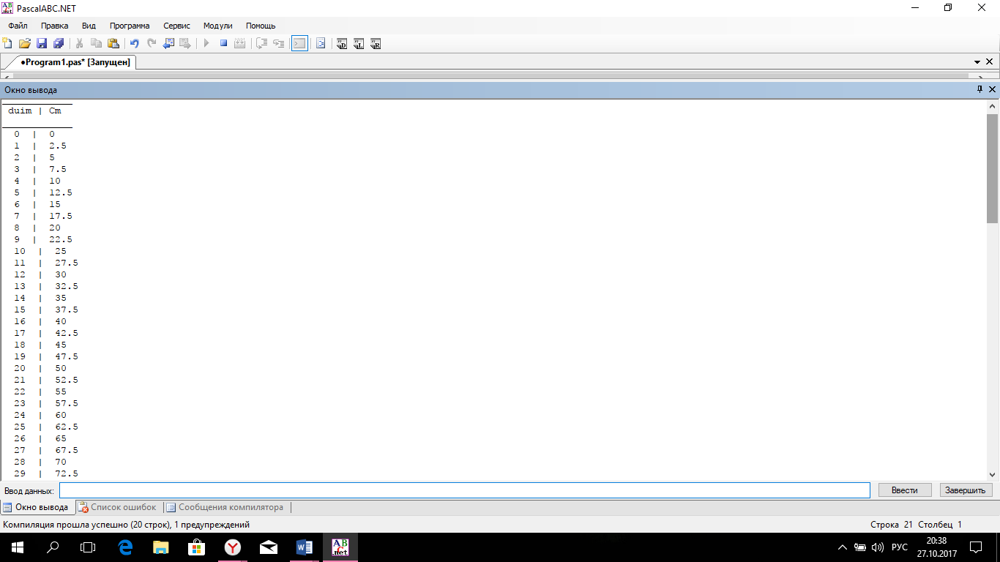 PascalABC.NET
Файл Правка Вид Программа Сервис Модули Помощь
•Program1.pas* [Запущен]
Окно вывода
duim | Cm
0 | 0
1 | 2.5
2 | 5
3 | 7.5
4 | 10
5 | 12.5
6 | 15
7 | 17.5
8 | 20
9 | 22.5
10 | 25
11 | 27.5
12 | 30
13 | 32.5
14 | 35
15 | 37.5
16 | 40
17 | 42.5
18 | 45
19 | 47.5
20 | 50
21 | 52.5
22 | 55
23 | 57.5
24 | 60
25 | 62.5
26 | 65
27 | 67.5
28 | 70
29 | 72.5
Ввод данных: Ввести Завершить
Окно вывода Список ошибок Сообщения компилятора
Компиляция прошла успешно (20 строк), 1 предупреждений Строка 21 Столбец 1
РУС 20:38
27.10.2017